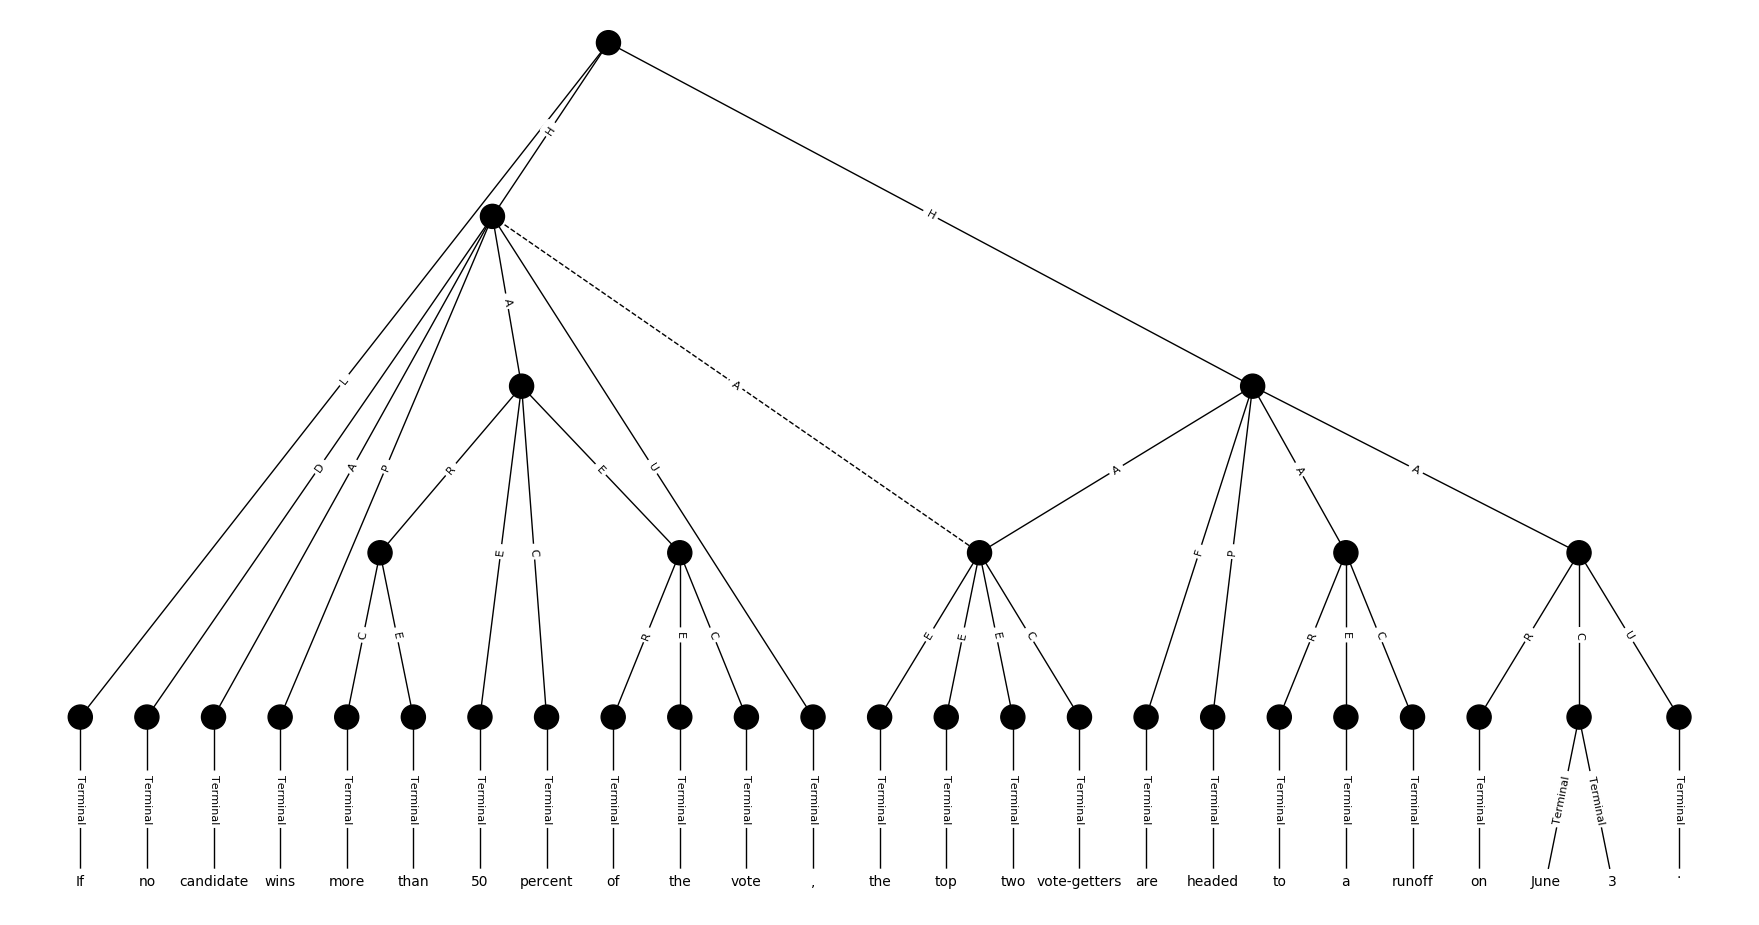 H
H
A
L
A
D
A
P
R
E
U
A
A
A
E
C
F
P
C
E
R
E
C
E
E
E
C
R
E
C
R
C
U
Terminal Terminal Terminal Terminal Terminal Terminal Terminal Terminal Terminal Terminal Terminal Terminal Terminal Terminal Terminal Terminal Terminal Terminal Terminal Terminal Terminal Terminal Terminal Terminal Terminal
If no candidate wins more than 50 percent of the vote , the top two vote-getters are headed to a runoff on June 3 .